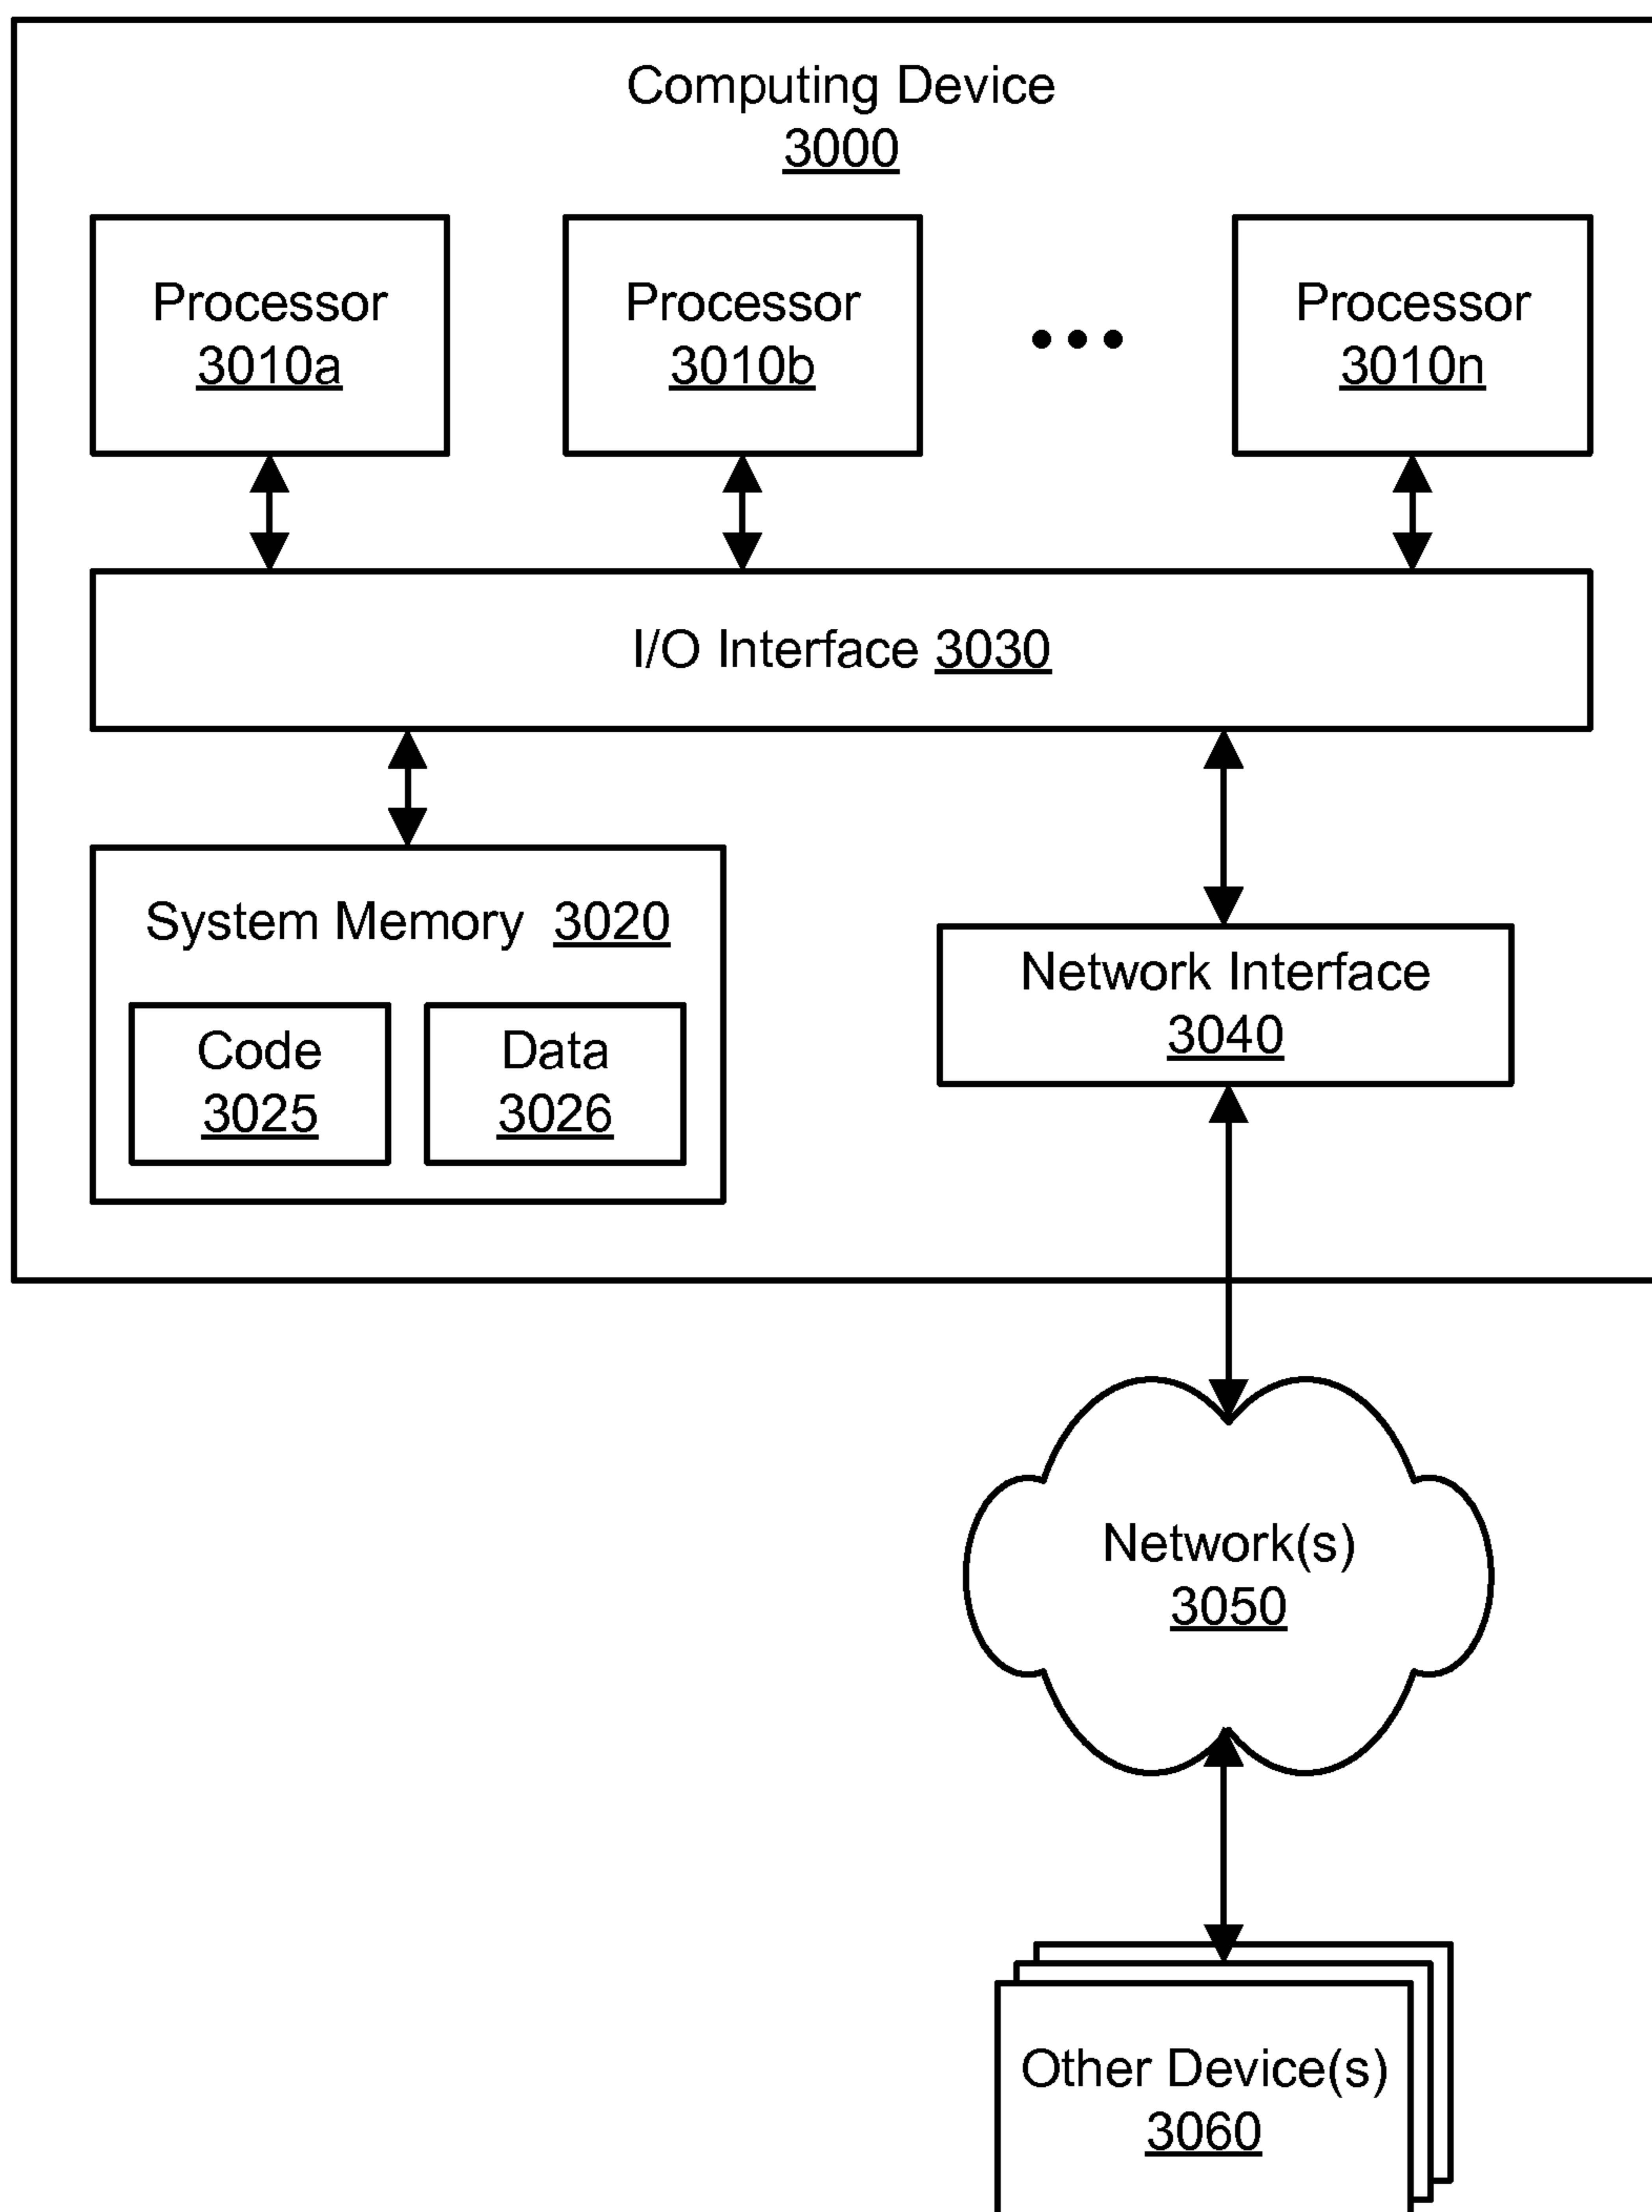 Computing Device
3000
Processor
3010a
Processor
3010b
Processor
3010n
I/O Interface 3030
System Memory 3020
Code
3025
Data
3026
Network Interface
3040
Network(s)
3050
Other Device(s)
3060